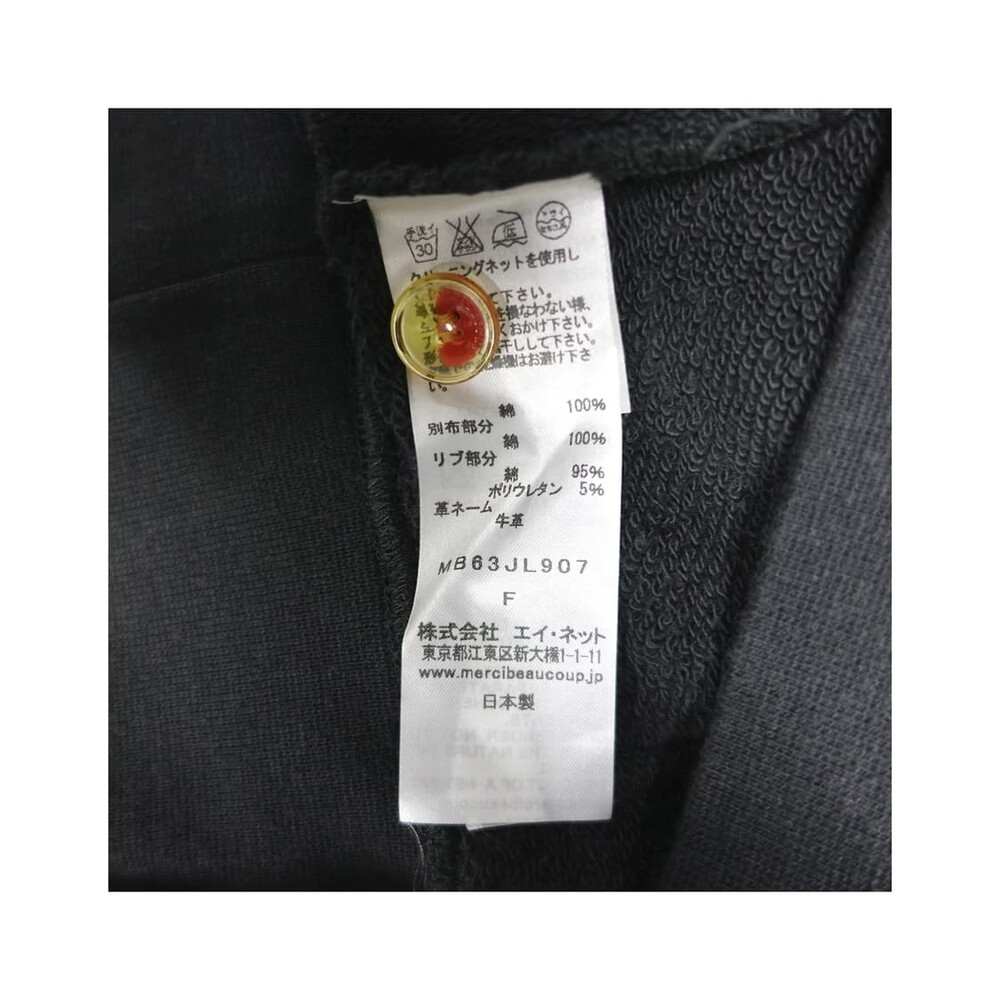 手洗イ 30
低
クリーニングネットを使用し
て下さい。
を損なわない様、
くおかけ下さい。
干しして下さい。
燥機はお避け下さ
い。
綿 100%
別布部分
綿 100%
リブ部分
綿 95%
ポリウレタン 5%
革ネーム
牛革
MB63JL907
F
株式会社 エイ・ネット
東京都江東区新大橋1-1-11
www.mercibeaucoup.jp
日本製